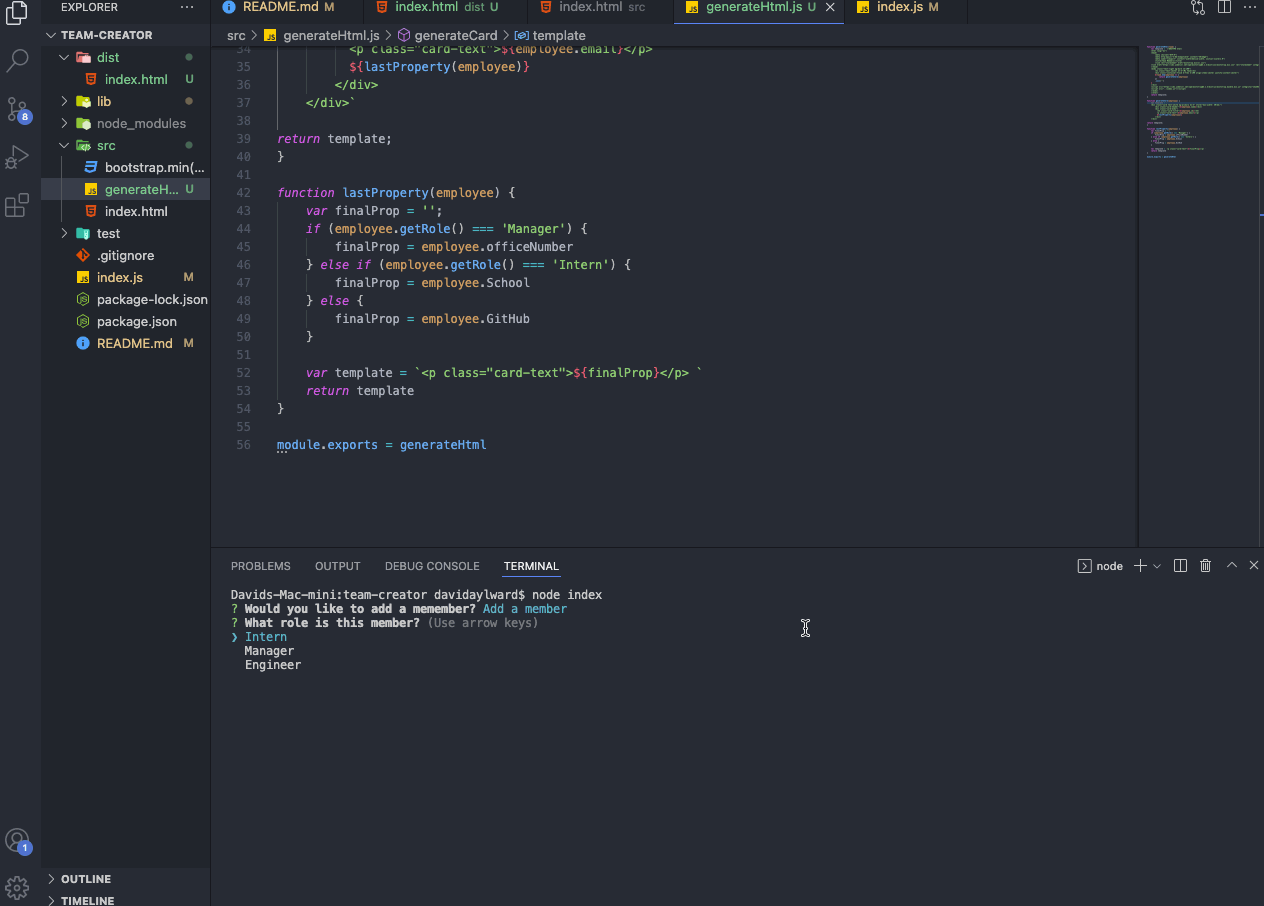 EXPLORER
TEAM-CREATOR
dist
index.html U
lib
node_modules
src
bootstrap.min(...
generateH... U
index.html
test
.gitignore
index.js M
package-lock.json
package.json
README.md M
OUTLINE
TIMELINE
8
1
README.md M
index.html dist U
index.html src
generateHtml.js U
index.js M
src > generateHtml.js > generateCard > template
34 <p class="card-text">${employee.email}</p>
35 ${lastProperty(employee)}
36 </div>
37 </div>`
38
39 return template;
40 }
41
42 function lastProperty(employee) {
43 var finalProp = '';
44 if (employee.getRole() === 'Manager') {
45 finalProp = employee.officeNumber
46 } else if (employee.getRole() === 'Intern') {
47 finalProp = employee.School
48 } else {
49 finalProp = employee.GitHub
50 }
51
52 var template = `<p class="card-text">${finalProp}</p> `
53 return template
54 }
55
56 module.exports = generateHtml
PROBLEMS OUTPUT DEBUG CONSOLE TERMINAL
node
Davids-Mac-mini:team-creator davidaylward$ node index
? Would you like to add a memember? Add a member
? What role is this member? (Use arrow keys)
❯ Intern
Manager
Engineer